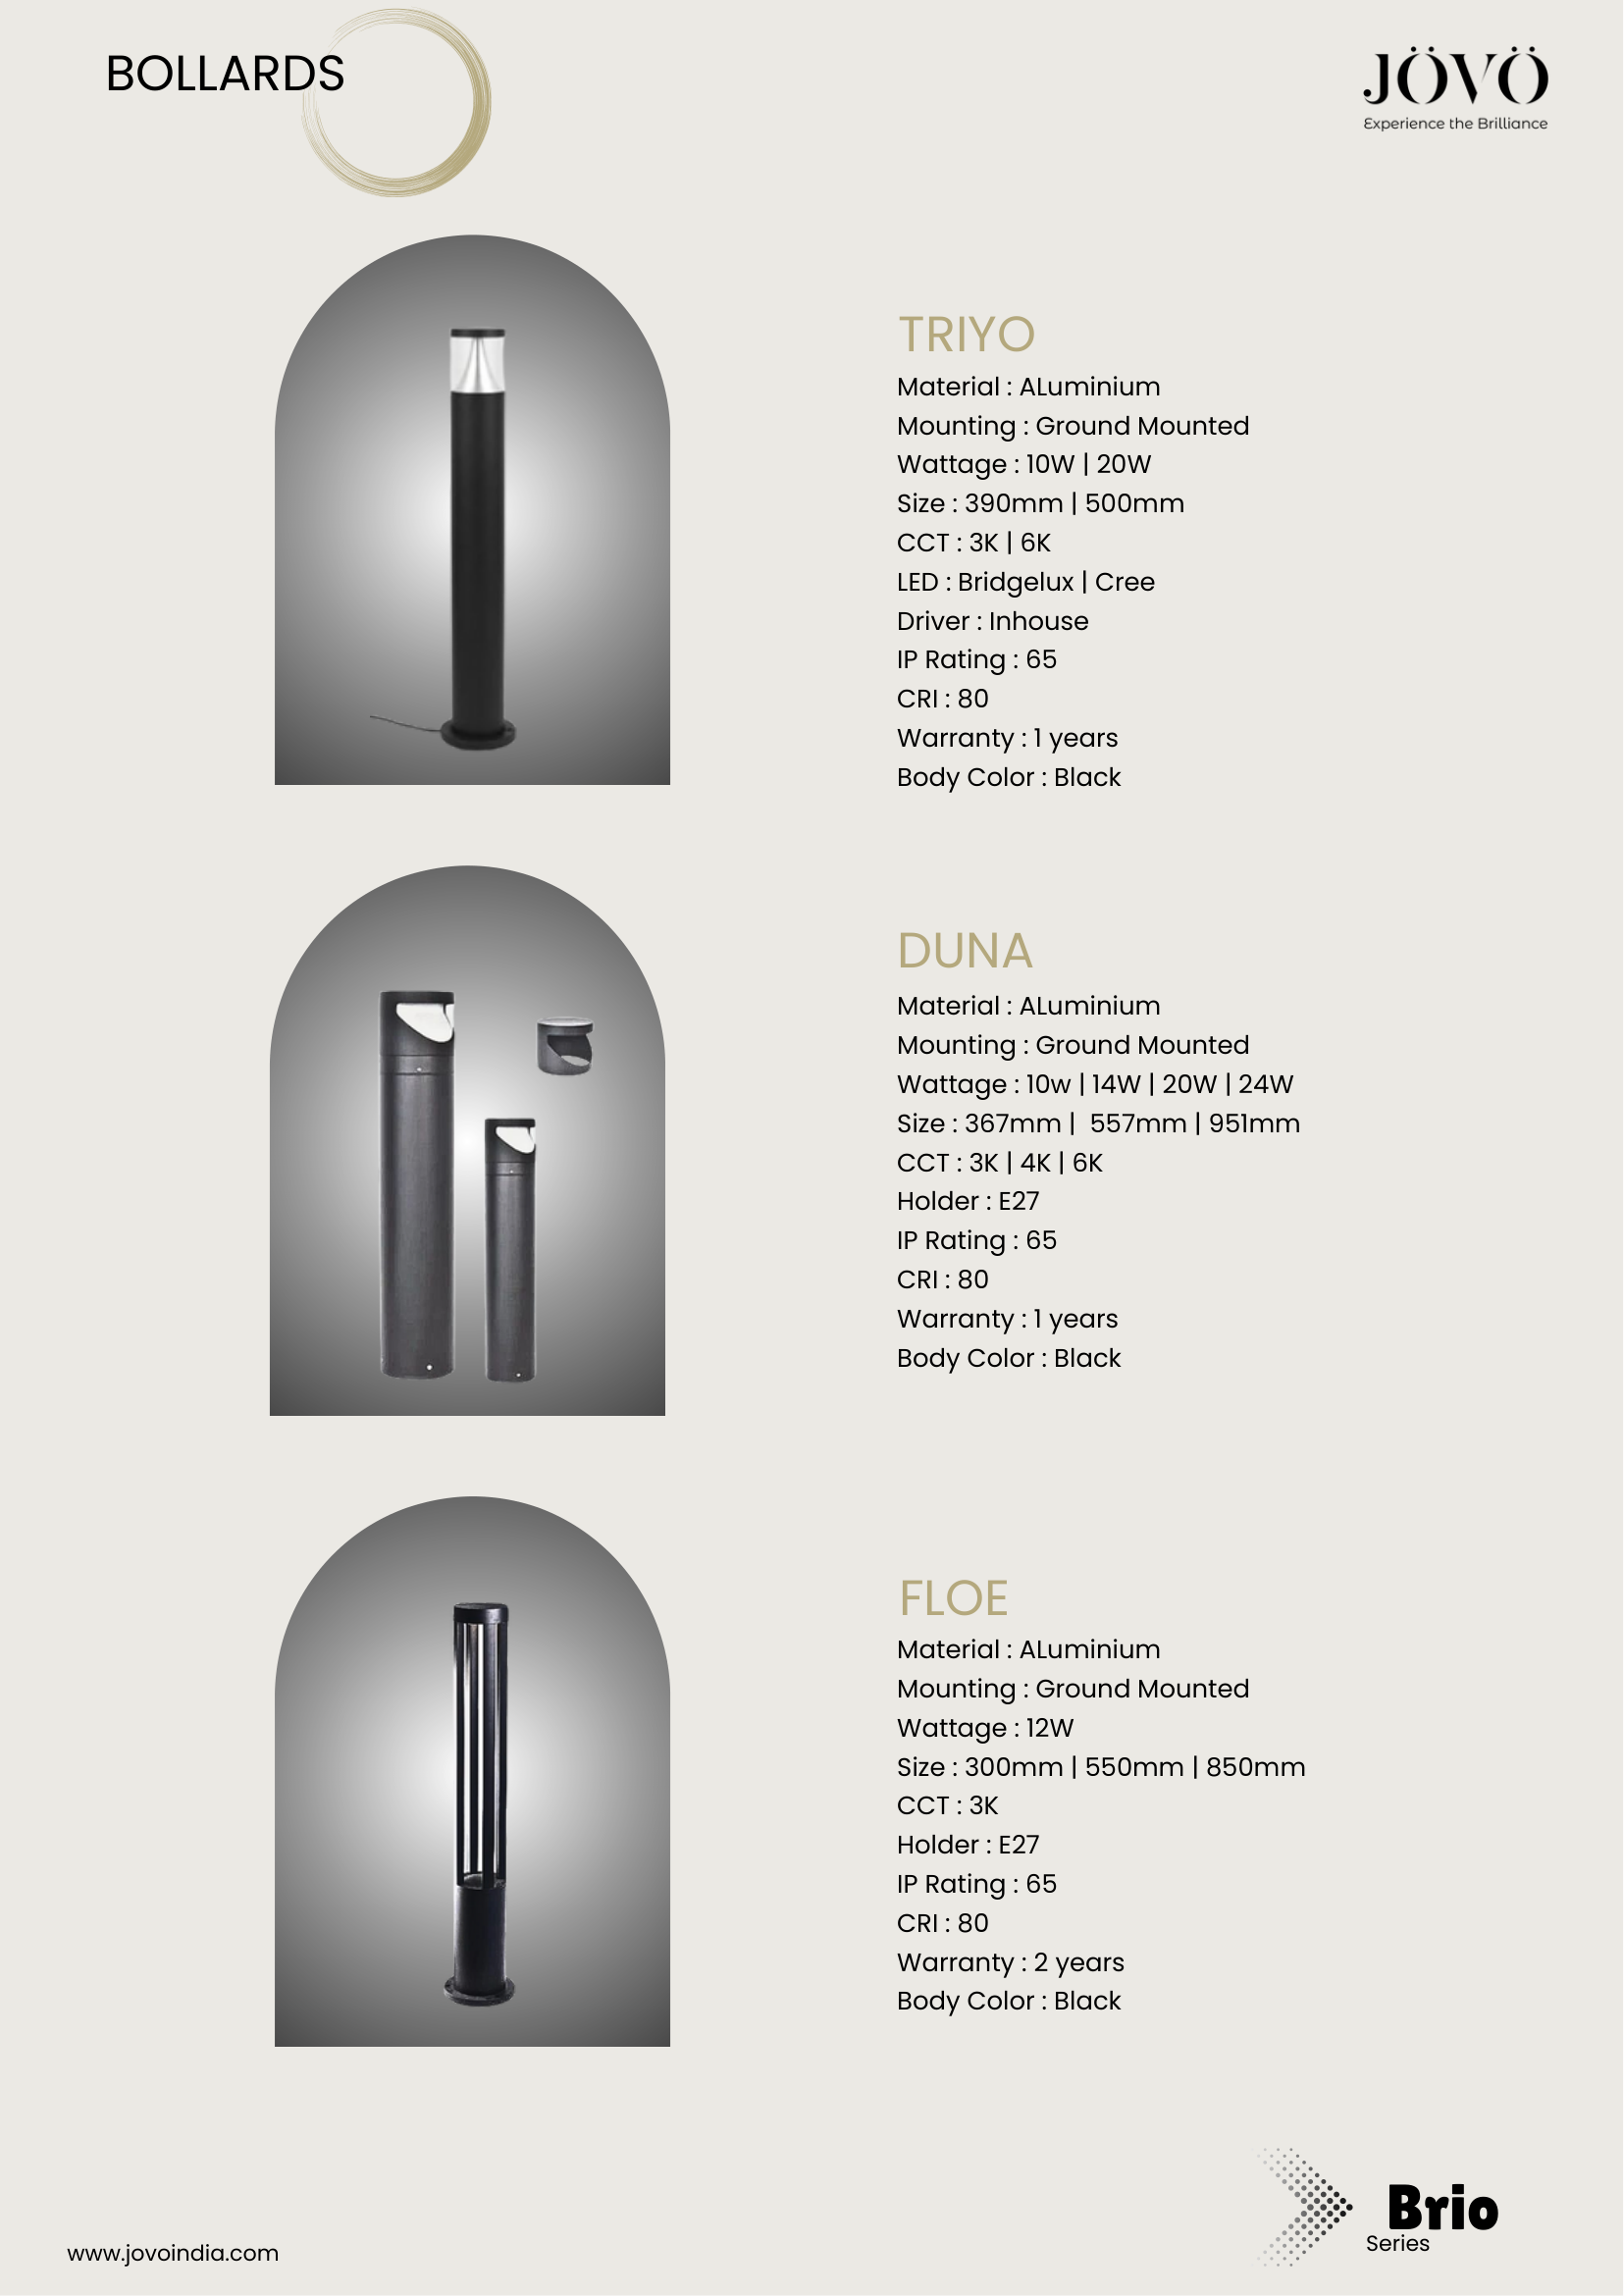 BOLLARDS
JÖVÖ
Experience the Brilliance
TRIYO
Material : ALuminium
Mounting : Ground Mounted
Wattage : 10W | 20W
Size : 390mm | 500mm
CCT : 3K | 6K
LED : Bridgelux | Cree
Driver : Inhouse
IP Rating : 65
CRI : 80
Warranty : 1 years
Body Color : Black
DUNA
Material : ALuminium
Mounting : Ground Mounted
Wattage : 10w | 14W | 20W | 24W
Size : 367mm |  557mm | 951mm
CCT : 3K | 4K | 6K
Holder : E27
IP Rating : 65
CRI : 80
Warranty : 1 years
Body Color : Black
FLOE
Material : ALuminium
Mounting : Ground Mounted
Wattage : 12W
Size : 300mm | 550mm | 850mm
CCT : 3K
Holder : E27
IP Rating : 65
CRI : 80
Warranty : 2 years
Body Color : Black
Brio
Series
www.jovoindia.com